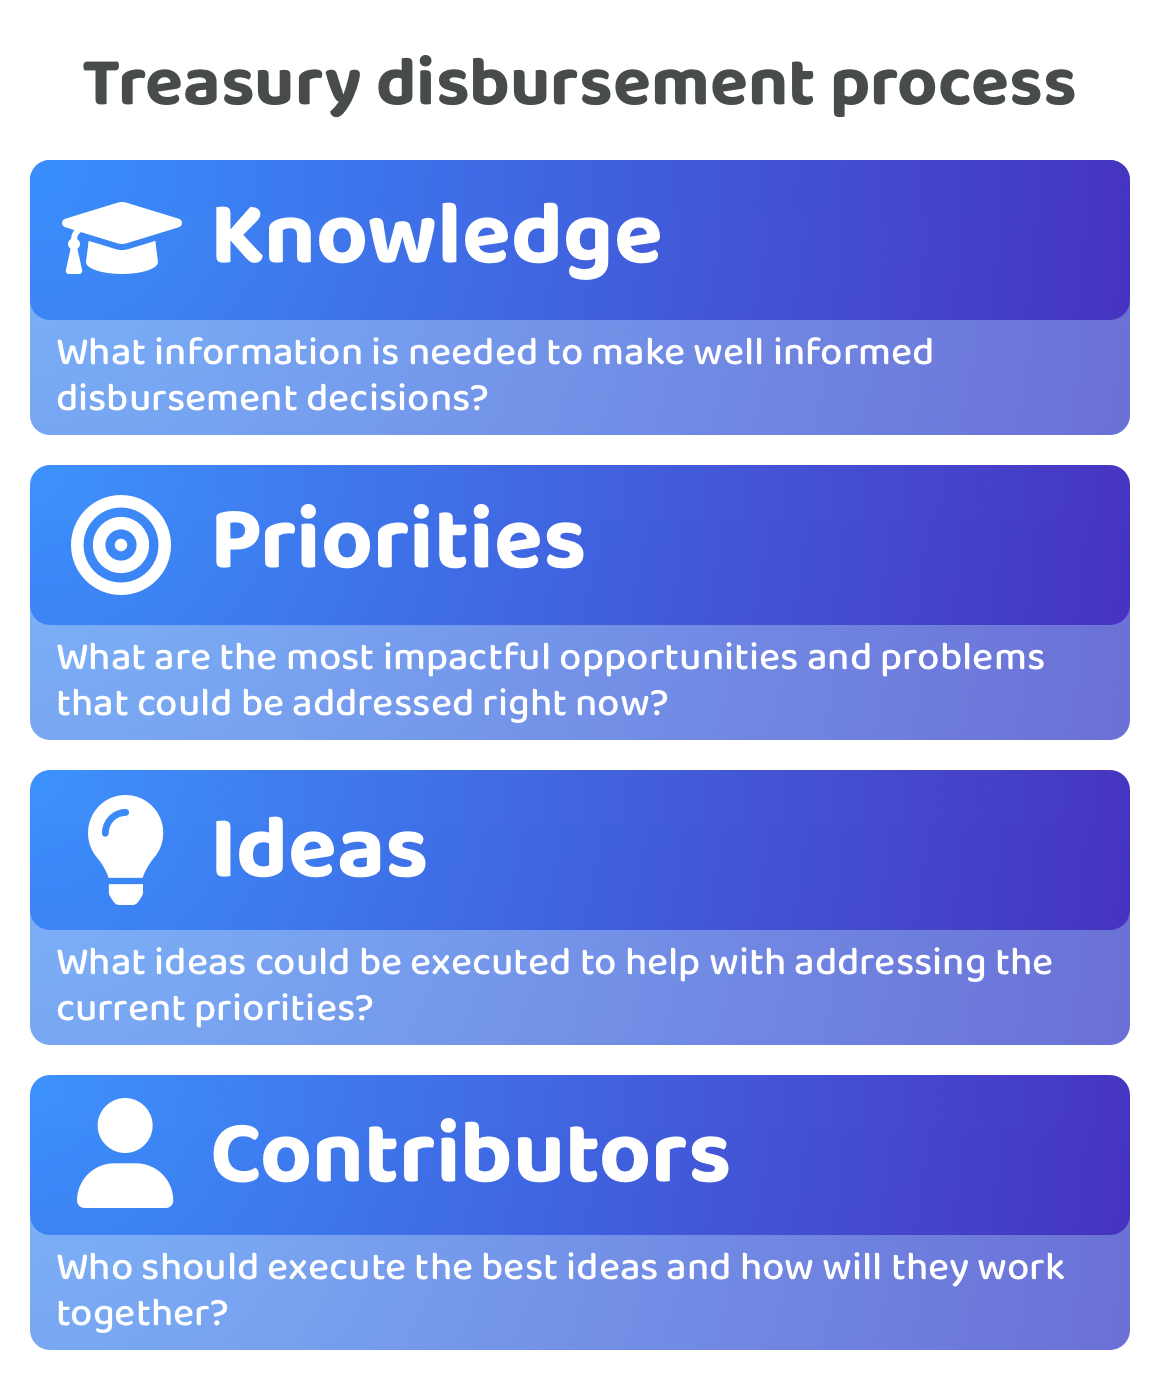 Treasury disbursement process
Knowledge
What information is needed to make well informed
disbursement decisions?
Priorities
What are the most impactful opportunities and problems
that could be addressed right now?
Ideas
What ideas could be executed to help with addressing the
current priorities?
Contributors
Who should execute the best ideas and how will they work
together?